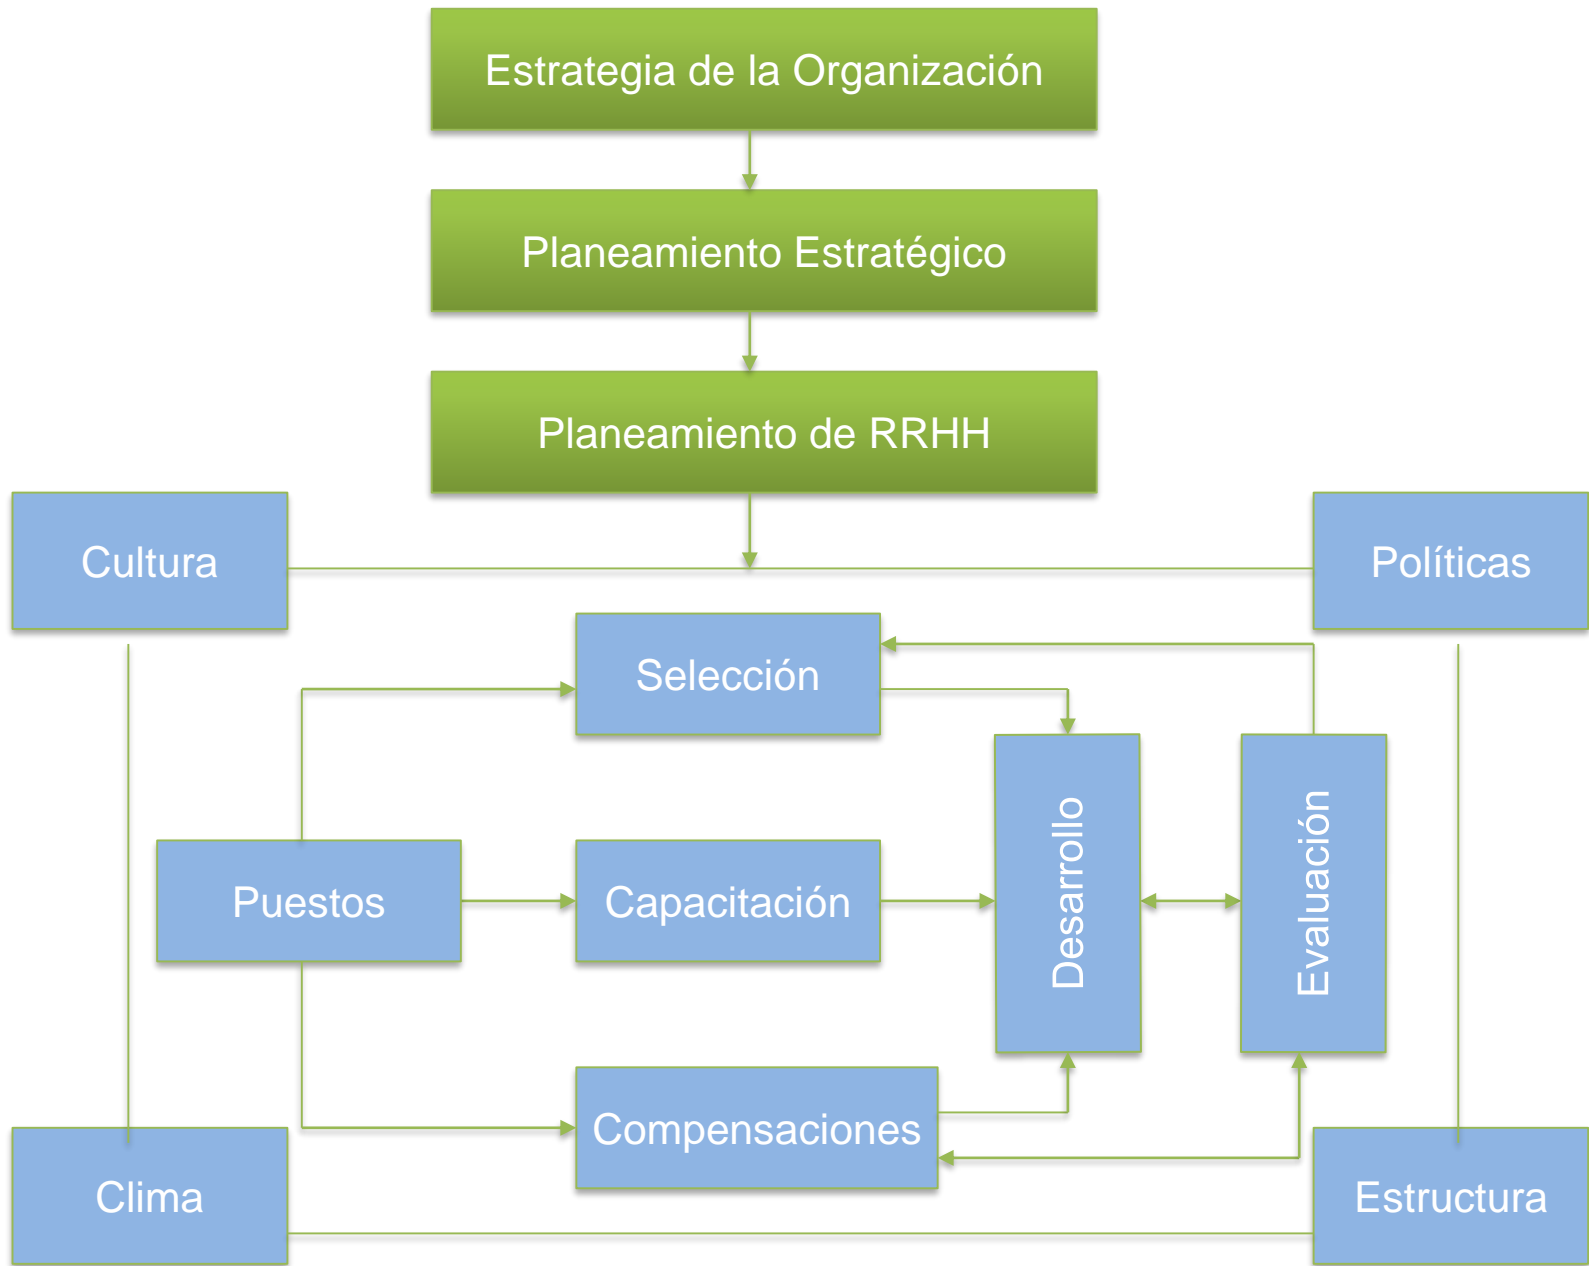 Estrategia de la Organización
Planeamiento Estratégico
Planeamiento de RRHH
Cultura
Políticas
Selección
Puestos
Capacitación
Desarrollo
Evaluación
Compensaciones
Clima
Estructura